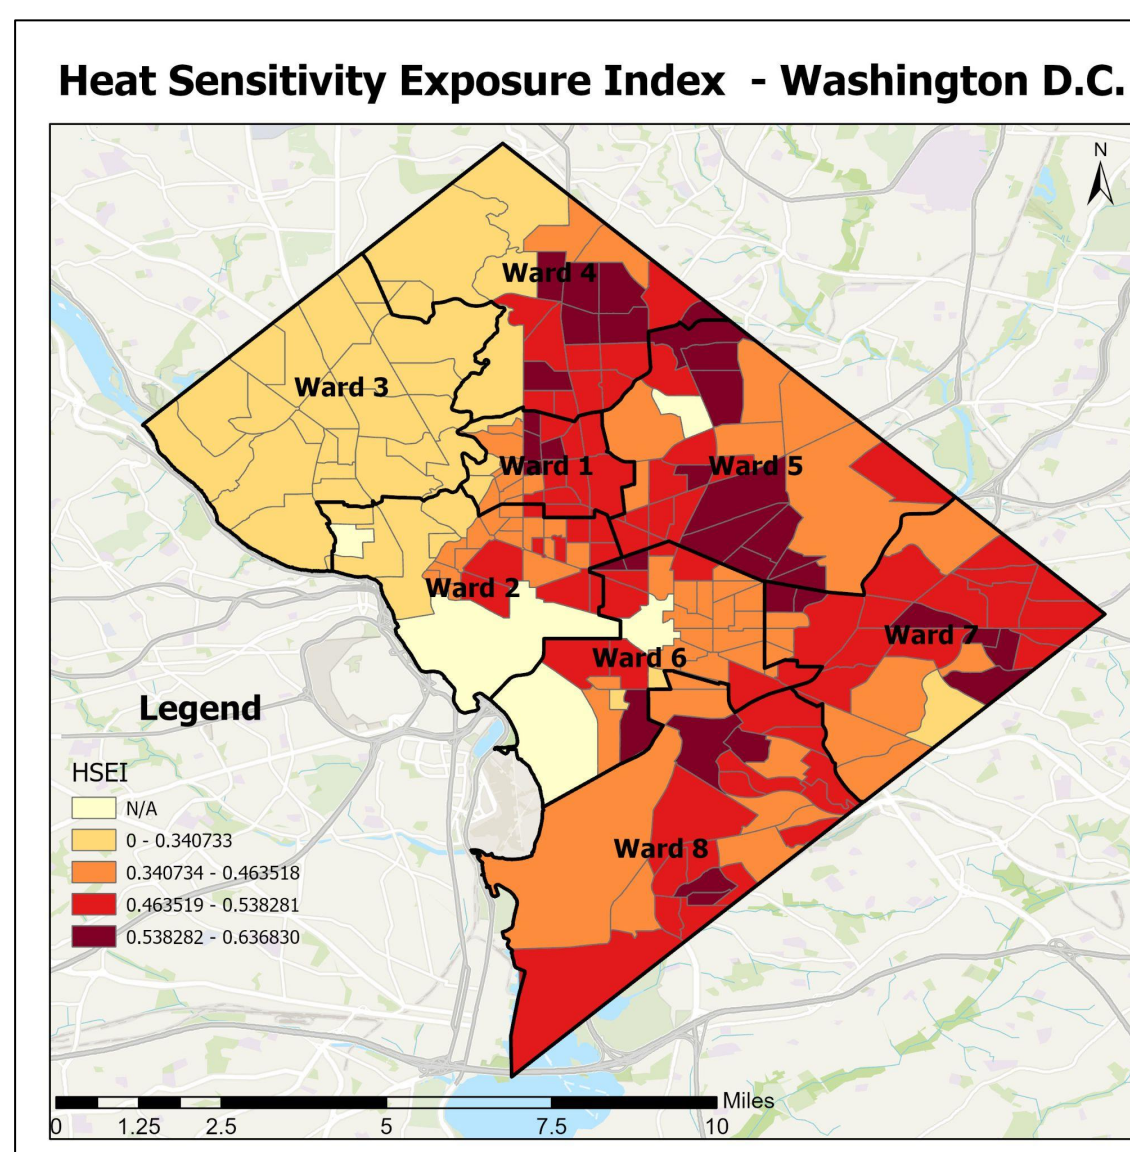 Heat Sensitivity Exposure Index - Washington D.C.
N
Ward 4
Ward 3
Ward 1
Ward 5
Ward 2
Ward 7
Ward 6
Legend
HSEI
N/A
0 - 0.340733
0.340734 - 0.463518
0.463519 - 0.538281
0.538282 - 0.636830
Ward 8
Miles
0 1.25 2.5 5 7.5 10